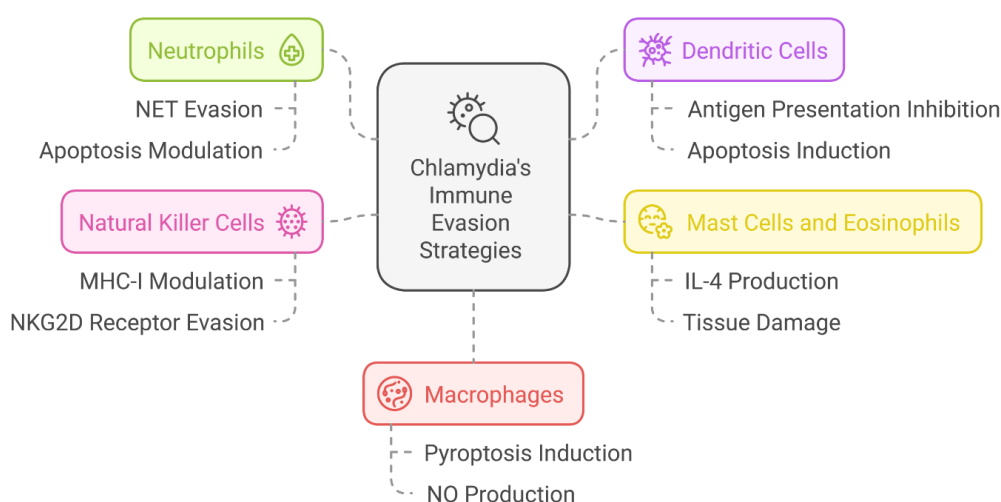 Chlamydia's
Immune
Evasion
Strategies
Neutrophils
NET Evasion
Apoptosis Modulation
Natural Killer Cells
MHC-I Modulation
NKG2D Receptor Evasion
Dendritic Cells
Antigen Presentation Inhibition
Apoptosis Induction
Mast Cells and Eosinophils
IL-4 Production
Tissue Damage
Macrophages
Pyroptosis Induction
NO Production